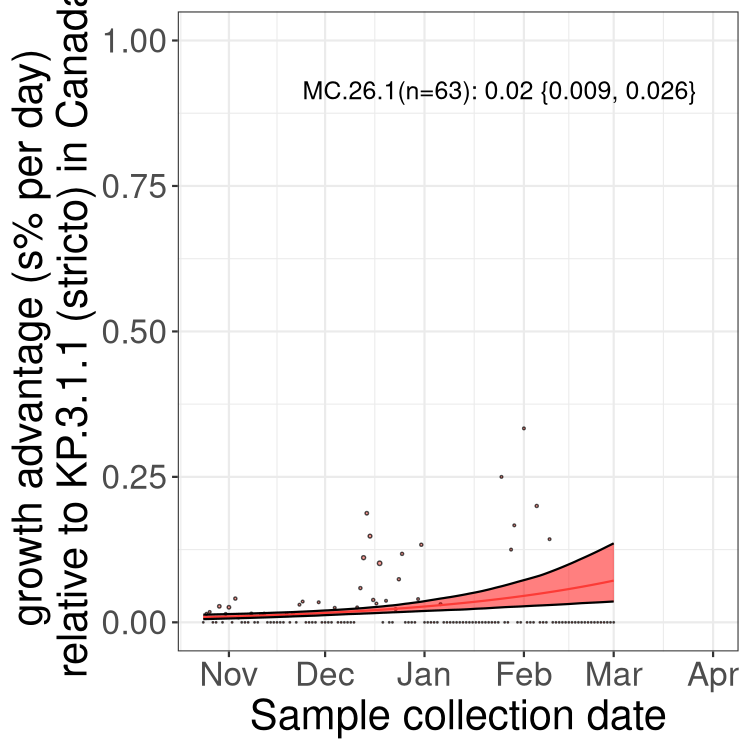 growth advantage (s% per day)
relative to KP.3.1.1 (stricto) in Canada
1.00
0.75
0.50
0.25
0.00
MC.26.1(n=63): 0.02 {0.009, 0.026}
Nov Dec Jan Feb Mar Apr
Sample collection date